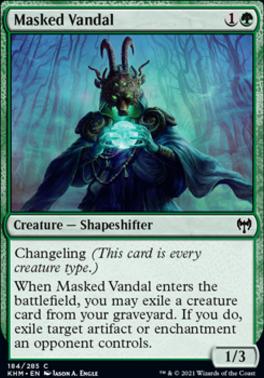 Masked Vandal 1
Creature — Shapeshifter
Changeling (This card is every
creature type.)
When Masked Vandal enters the
battlefield, you may exile a creature
card from your graveyard. If you do,
exile target artifact or enchantment
an opponent controls.
1/3
184/285 C
KHM • EN JASON A. ENGLE
™ & © 2021 Wizards of the Coast